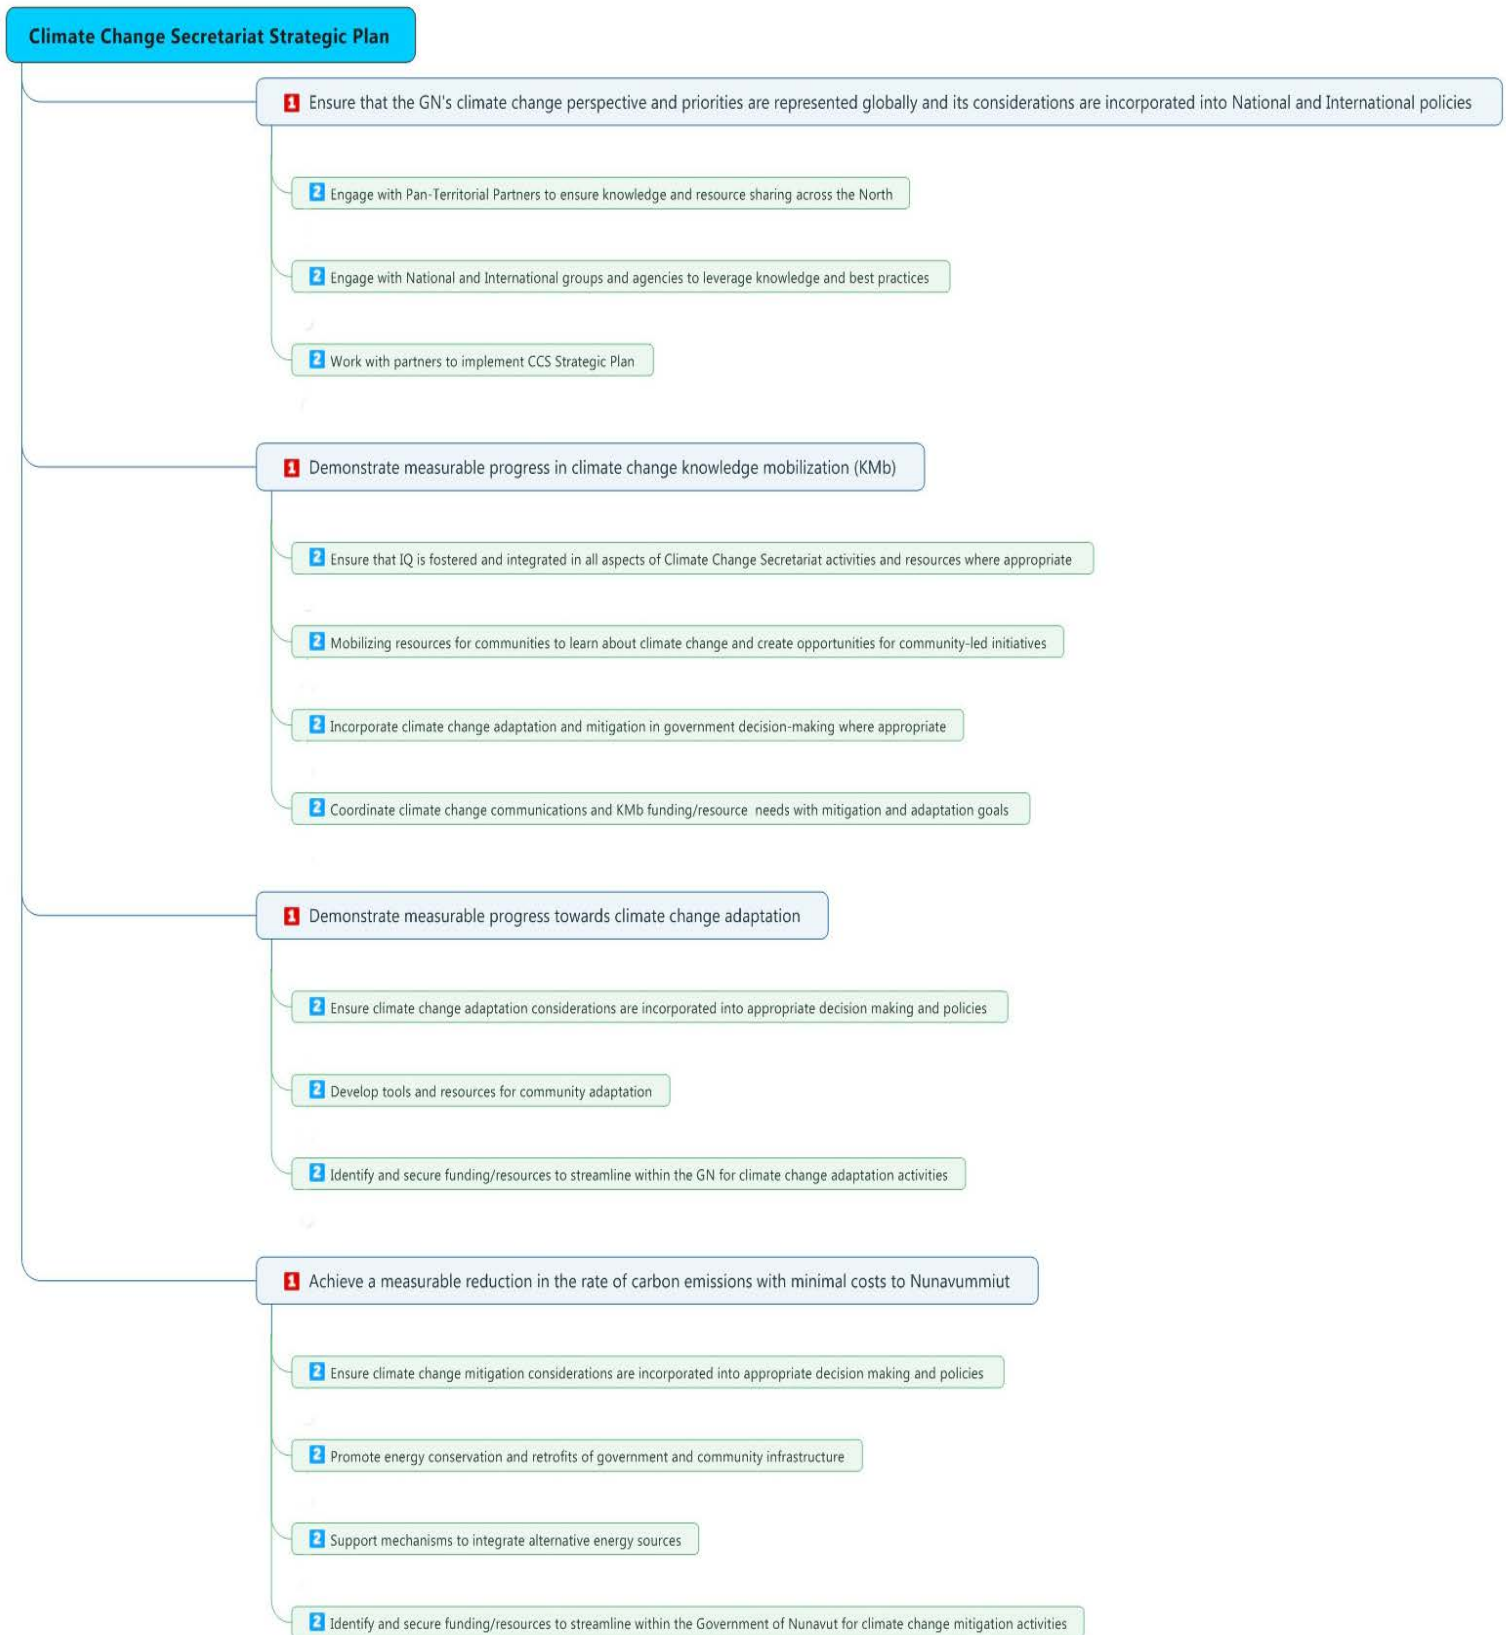 Climate Change Secretariat Strategic Plan
1 Ensure that the GN's climate change perspective and priorities are represented globally and its considerations are incorporated into National and International policies
2 Engage with Pan-Territorial Partners to ensure knowledge and resource sharing across the North
2 Engage with National and International groups and agencies to leverage knowledge and best practices
2 Work with partners to implement CCS Strategic Plan
1 Demonstrate measurable progress in climate change knowledge mobilization (KMb)
2 Ensure that IQ is fostered and integrated in all aspects of Climate Change Secretariat activities and resources where appropriate
2 Mobilizing resources for communities to learn about climate change and create opportunities for community-led initiatives
2 Incorporate climate change adaptation and mitigation in government decision-making where appropriate
2 Coordinate climate change communications and KMb funding/resource needs with mitigation and adaptation goals
1 Demonstrate measurable progress towards climate change adaptation
2 Ensure climate change adaptation considerations are incorporated into appropriate decision making and policies
2 Develop tools and resources for community adaptation
2 Identify and secure funding/resources to streamline within the GN for climate change adaptation activities
1 Achieve a measurable reduction in the rate of carbon emissions with minimal costs to Nunavummiut
2 Ensure climate change mitigation considerations are incorporated into appropriate decision making and policies
2 Promote energy conservation and retrofits of government and community infrastructure
2 Support mechanisms to integrate alternative energy sources
2 Identify and secure funding/resources to streamline within the Government of Nunavut for climate change mitigation activities